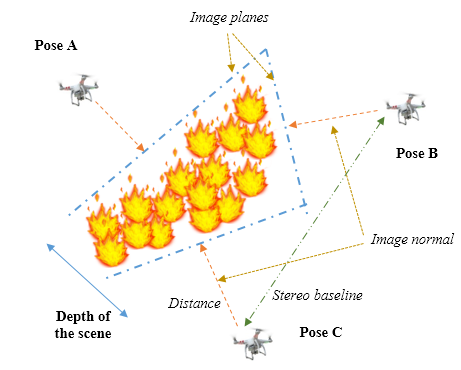 Image planes
Pose A
Pose B
Image normal
Stereo baseline
Distance
Depth of
the scene
Pose C